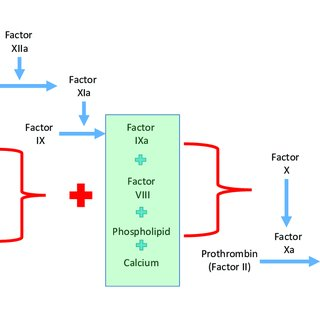 Factor
XIIa
Factor
XIa
Factor
IX
Factor
IXa
Factor
VIII
Phospholipid
Calcium
Factor
X
Factor
Xa
Prothrombin
(Factor II)